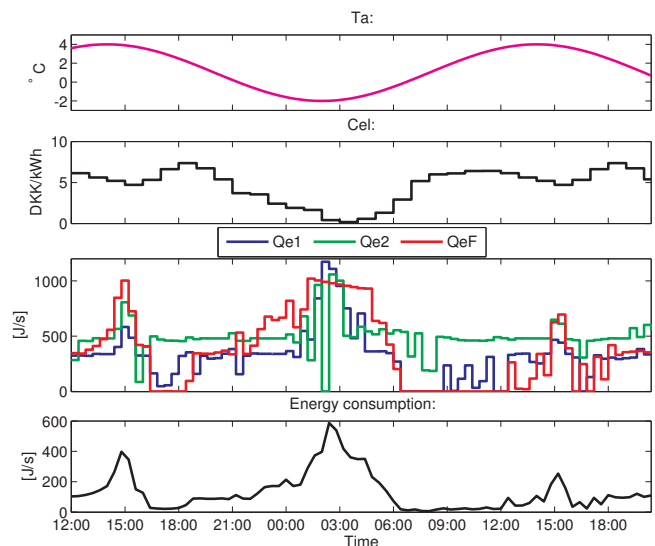 Ta:
4
2
0
-2
° C
Cel:
10
5
0
DKK/kWh
Qe1 Qe2 QeF
1000
500
0
[J/s]
Energy consumption:
600
400
200
0
[J/s]
12:00 15:00 18:00 21:00 00:00 03:00 06:00 09:00 12:00 15:00 18:00
Time